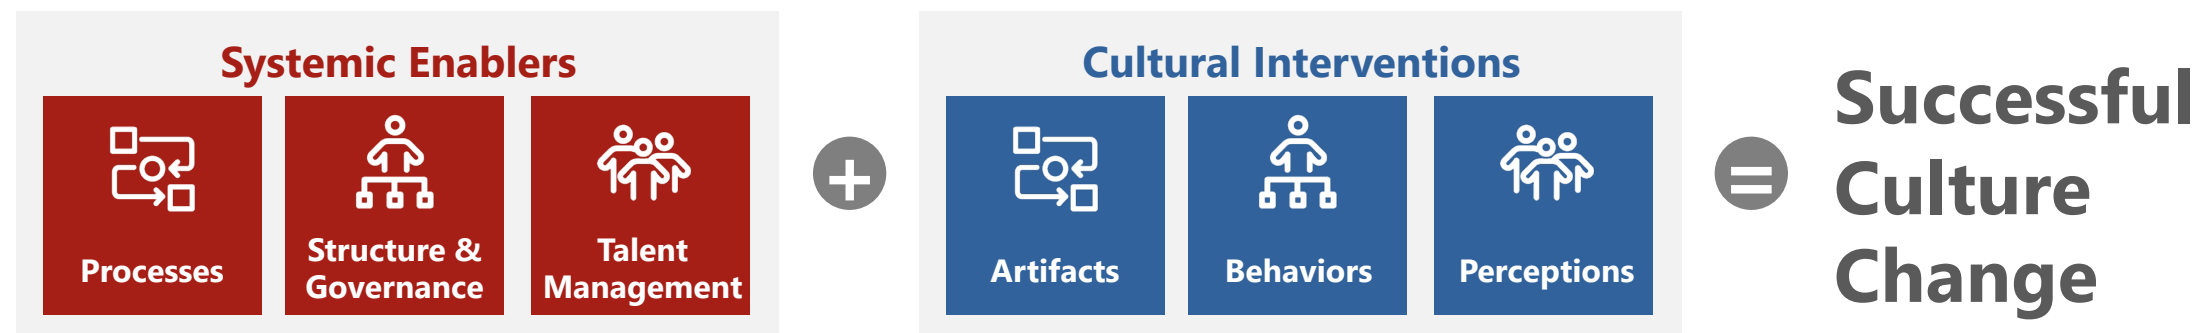 Systemic Enablers
Processes
Structure &
Governance
Talent
Management
+
Cultural Interventions
Artifacts
Behaviors
Perceptions
=
Successful
Culture
Change